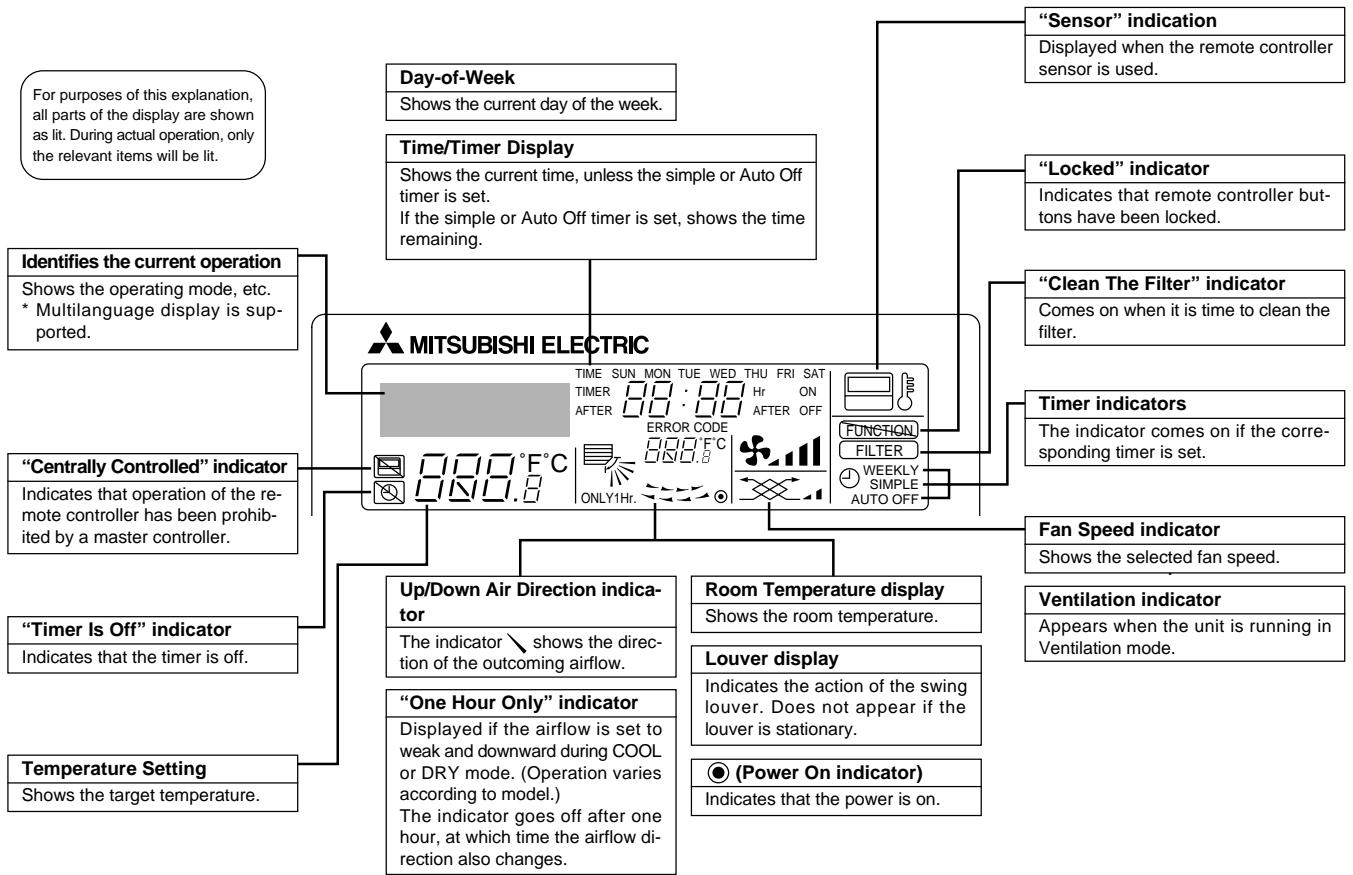 For purposes of this explanation,
all parts of the display are shown
as lit. During actual operation, only
the relevant items will be lit.
Identifies the current operation
Shows the operating mode, etc.
* Multilanguage display is sup-
ported.
“Centrally Controlled” indicator
Indicates that operation of the re-
mote controller has been prohib-
ited by a master controller.
“Timer Is Off” indicator
Indicates that the timer is off.
Temperature Setting
Shows the target temperature.
Day-of-Week
Shows the current day of the week.
Time/Timer Display
Shows the current time, unless the simple or Auto Off
timer is set.
If the simple or Auto Off timer is set, shows the time
remaining.
MITSUBISHI ELECTRIC
TIME SUN MON TUE WED THU FRI SAT
TIMER 88:88 Hr ON
AFTER AFTER OFF
ERROR CODE
888.8 °F°C
888.8 °F°C
ONLY1Hr.
FUNCTION
FILTER
WEEKLY
SIMPLE
AUTO OFF
Up/Down Air Direction indica-
tor
The indicator shows the direc-
tion of the outcoming airflow.
“One Hour Only” indicator
Displayed if the airflow is set to
weak and downward during COOL
or DRY mode. (Operation varies
according to model.)
The indicator goes off after one
hour, at which time the airflow di-
rection also changes.
Room Temperature display
Shows the room temperature.
Louver display
Indicates the action of the swing
louver. Does not appear if the
louver is stationary.
(Power On indicator)
Indicates that the power is on.
“Sensor” indication
Displayed when the remote controller
sensor is used.
“Locked” indicator
Indicates that remote controller but-
tons have been locked.
“Clean The Filter” indicator
Comes on when it is time to clean the
filter.
Timer indicators
The indicator comes on if the corre-
sponding timer is set.
Fan Speed indicator
Shows the selected fan speed.
Ventilation indicator
Appears when the unit is running in
Ventilation mode.